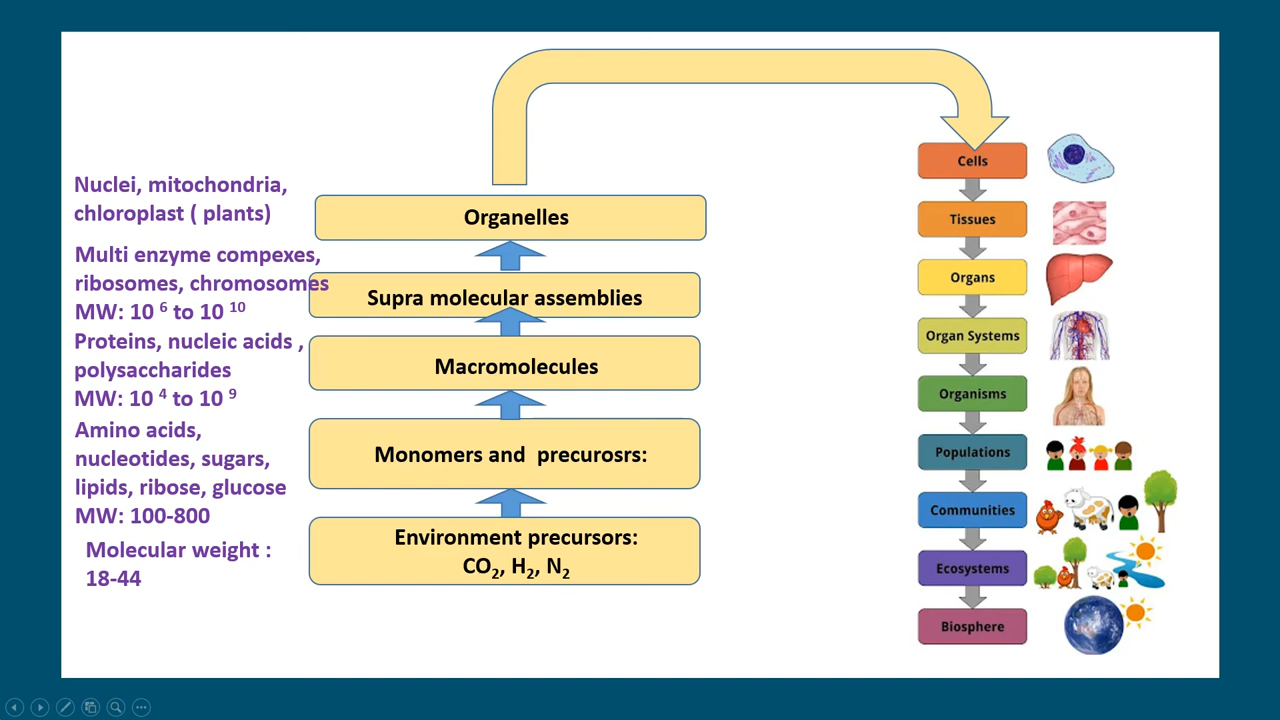 Nuclei, mitochondria,
chloroplast ( plants)
Organelles
Multi enzyme compexes,
ribosomes, chromosomes
MW: 10 6 to 10 10
Supra molecular assemblies
Proteins, nucleic acids ,
polysaccharides
MW: 10 4 to 10 9
Macromolecules
Amino acids,
nucleotides, sugars,
lipids, ribose, glucose
MW: 100-800
Monomers and precurosrs:
Molecular weight :
18-44
Environment precursors:
CO2, H2, N2
Cells
Tissues
Organs
Organ Systems
Organisms
Populations
Communities
Ecosystems
Biosphere